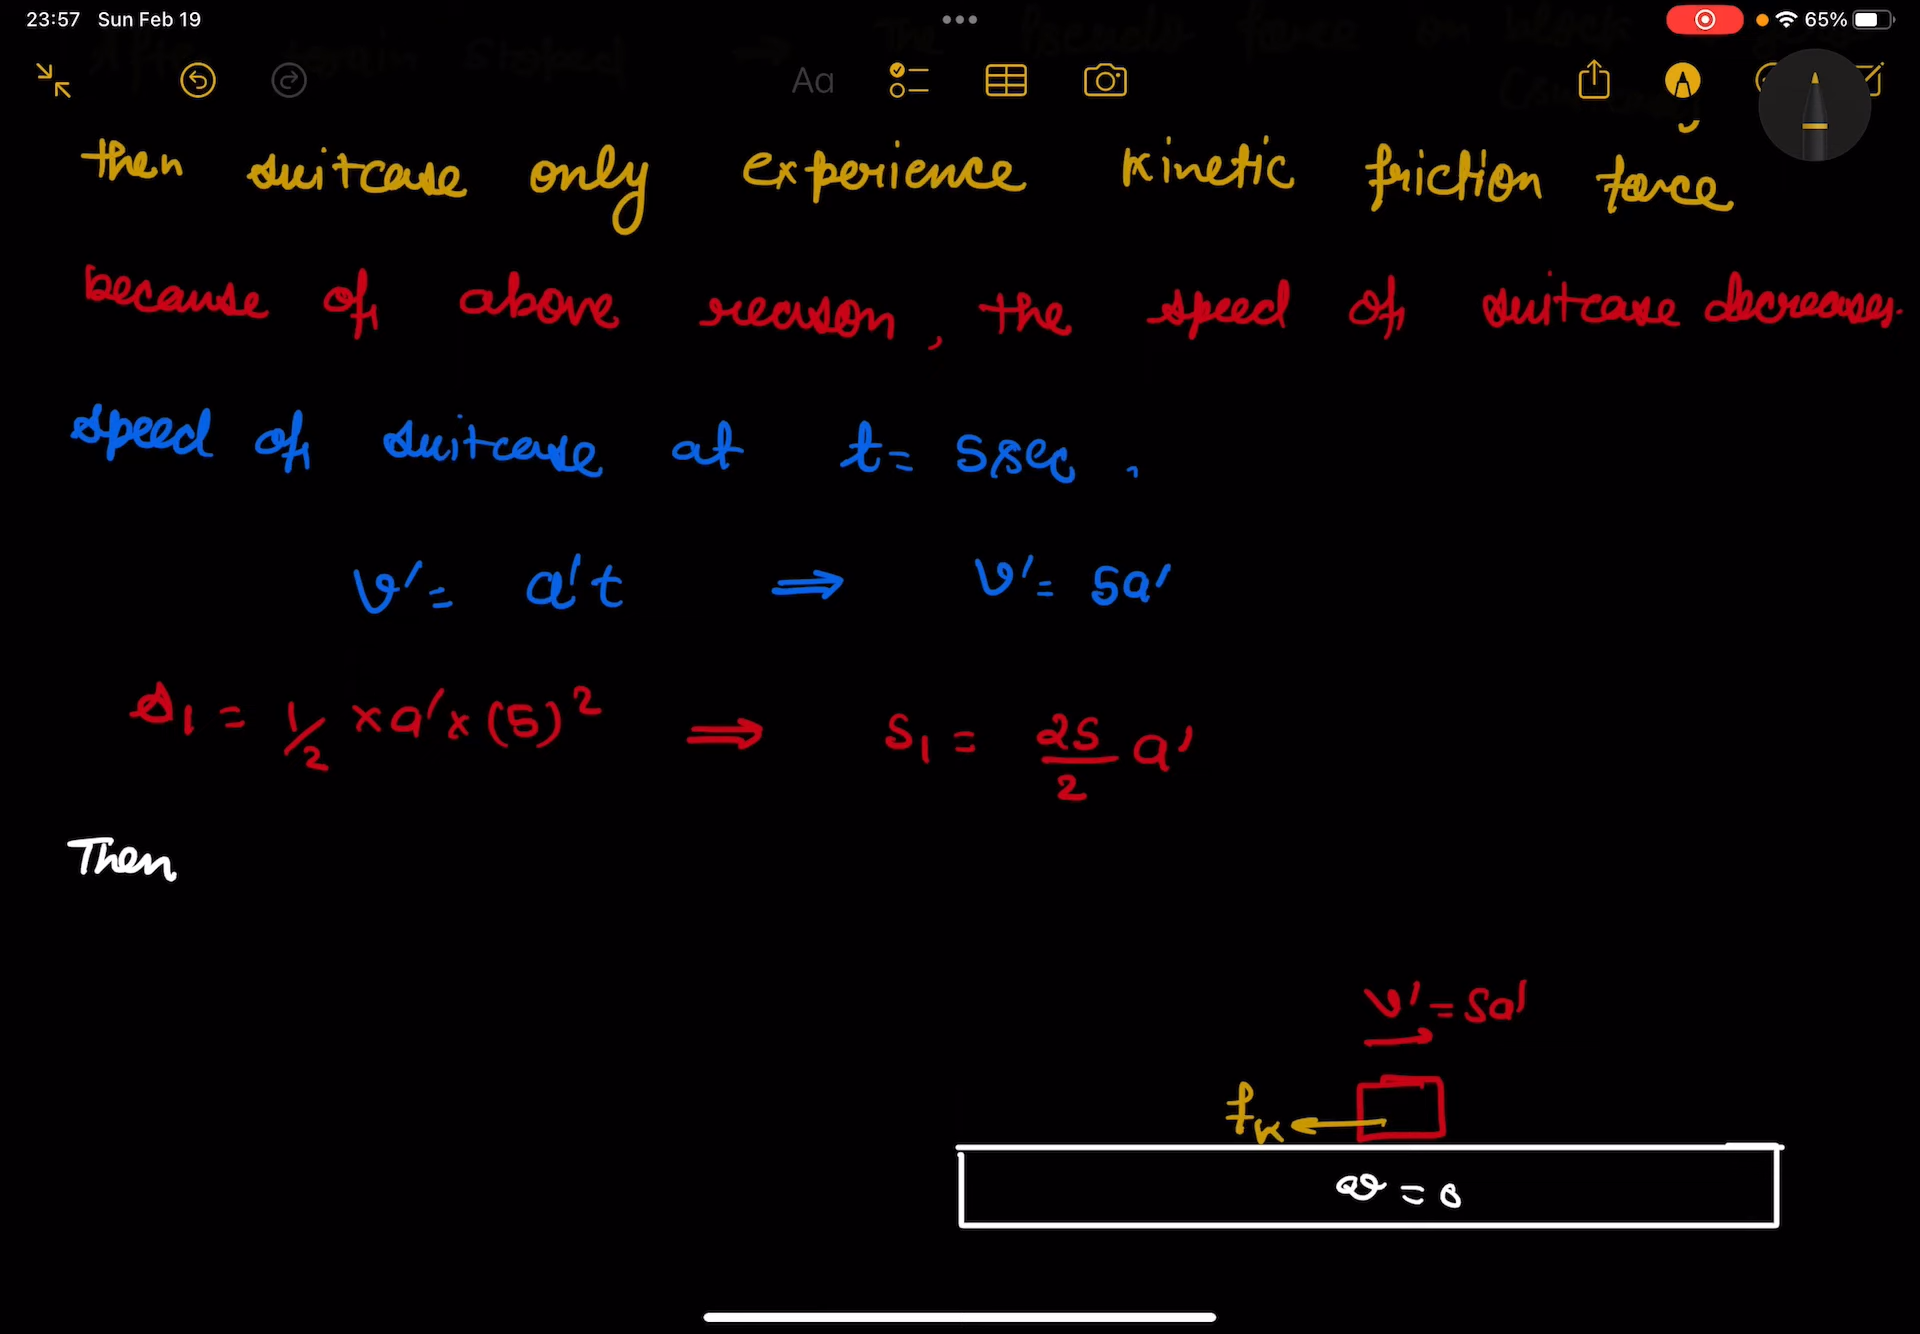 23:57 Sun Feb 19
65%
Aa
then suitcase only experience kinetic friction force
because of above reason, the speed of suitcase decreases.
speed of suitcase at t = 5sec,
v' = a't ⇒ v' = 5a'
s₁ = 1/2 × a' × (5)² ⇒ s₁ = 25/2 a'
Then
v' = 5a'
fk
v = 0